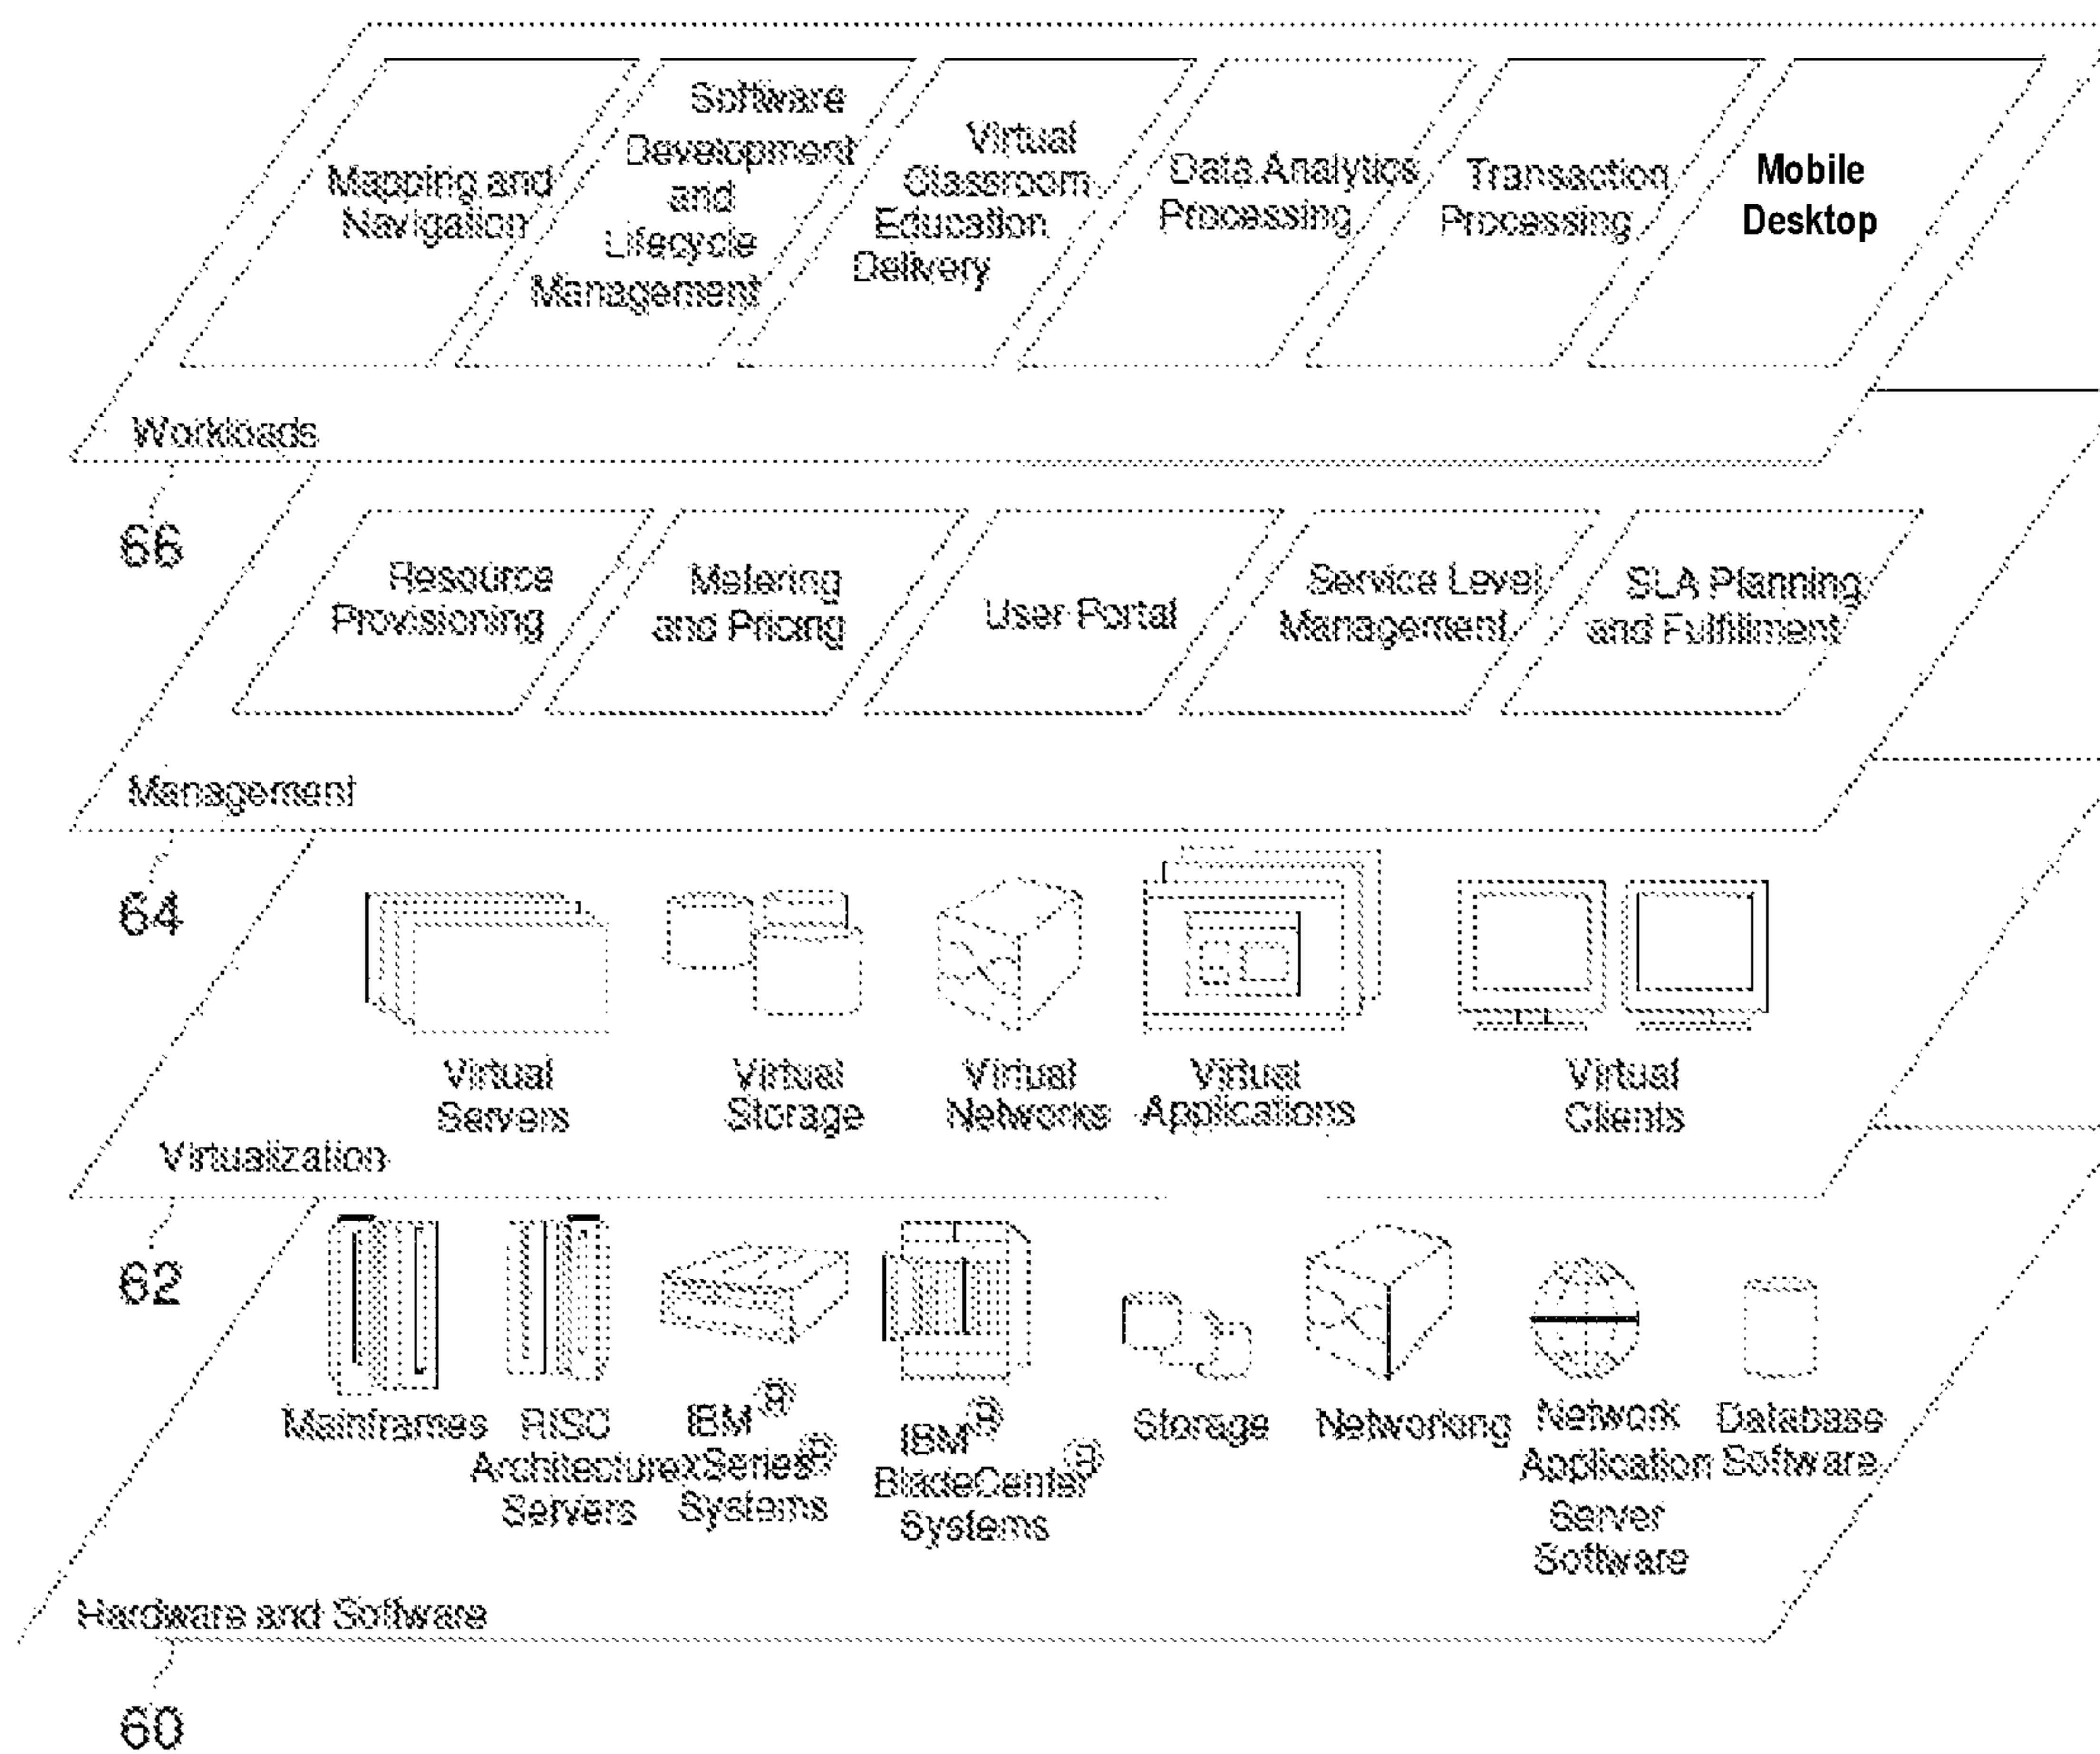 Mapping and
Navigation
Software
Development
and
Lifecycle
Management
Virtual
Classroom
Education
Delivery
Data Analytics
Processing
Transaction
Processing
Mobile
Desktop
Workloads
66
Resource
Provisioning
Metering
and Pricing
User Portal
Service Level
Management
SLA Planning
and Fulfillment
Management
64
Virtual
Servers
Virtual
Storage
Virtual
Networks
Virtual
Applications
Virtual
Clients
Virtualization
62
Mainframes
RISC
Architecture
Servers
IBM®
xSeries®
Systems
IBM®
BladeCenter®
Systems
Storage
Networking
Network
Application
Server
Software
Database
Software
Hardware and Software
60